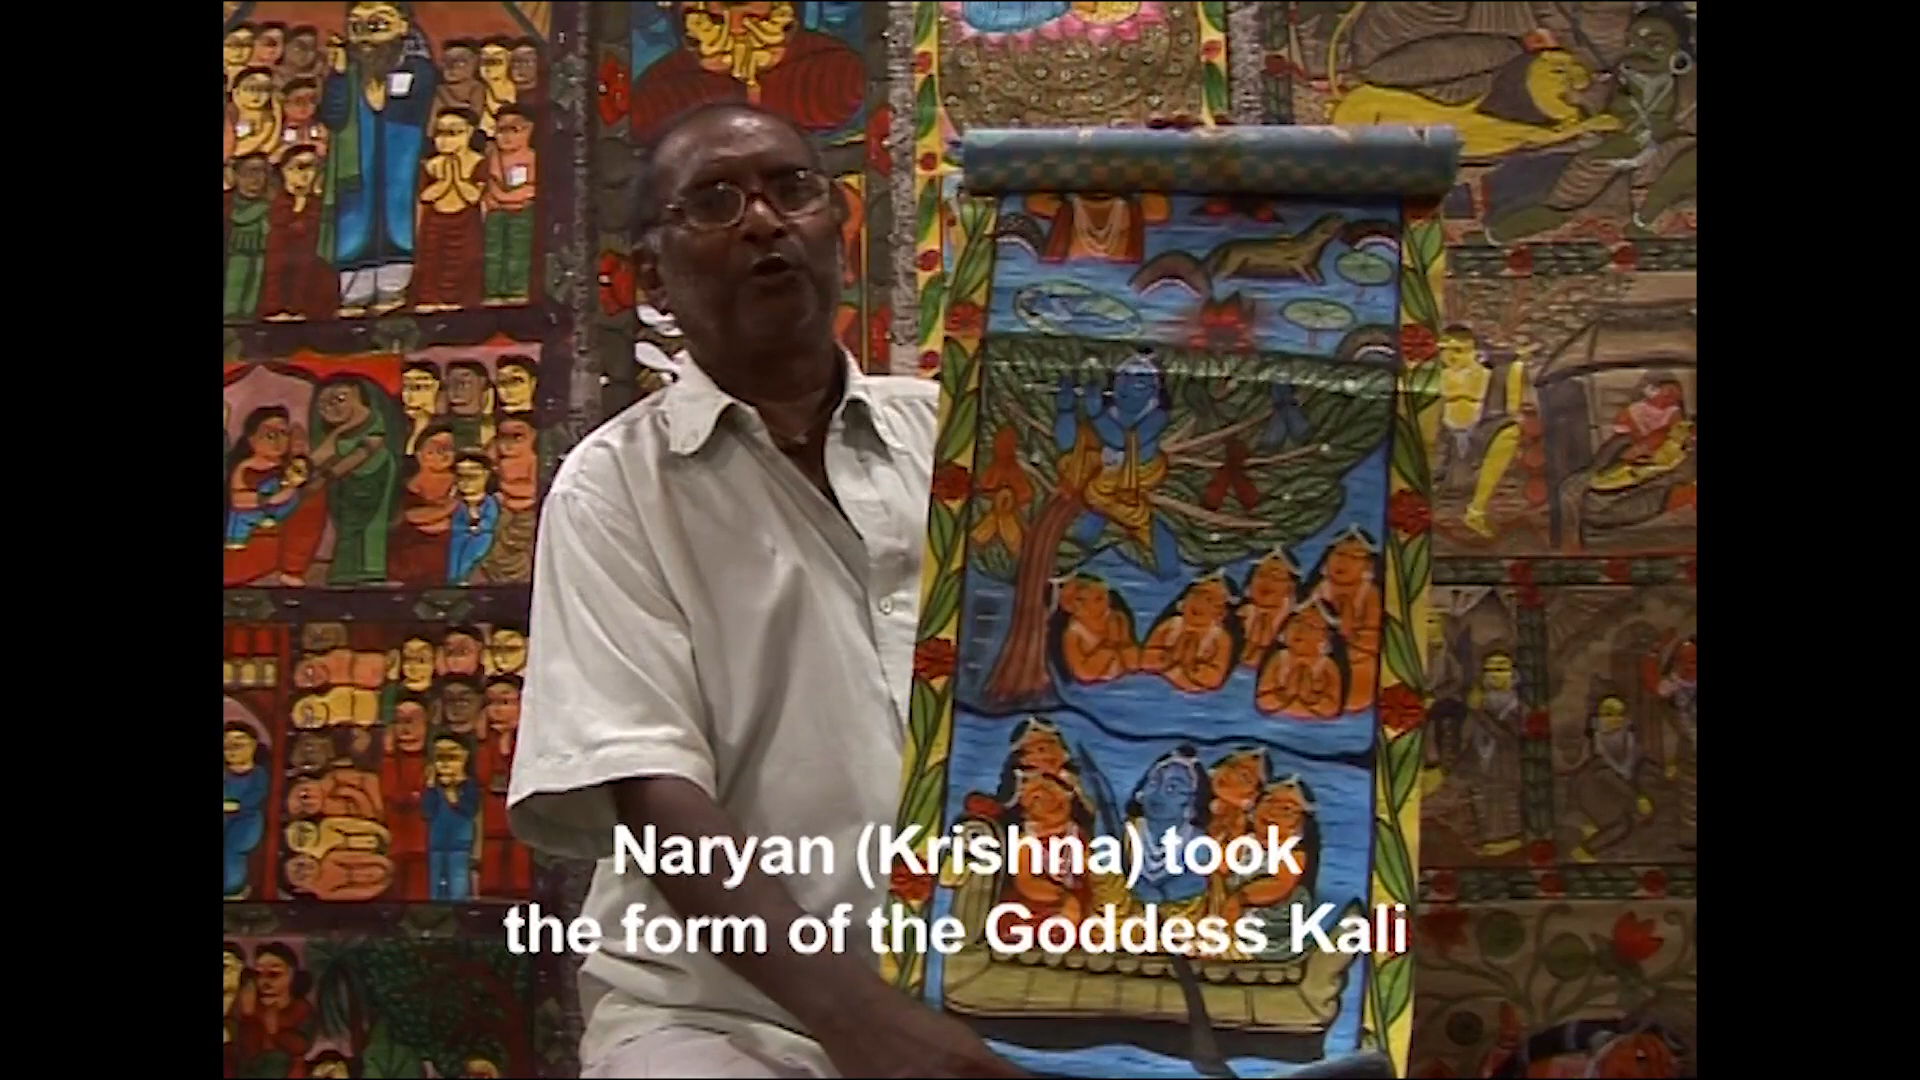 Naryan (Krishna) took
the form of the Goddess Kali